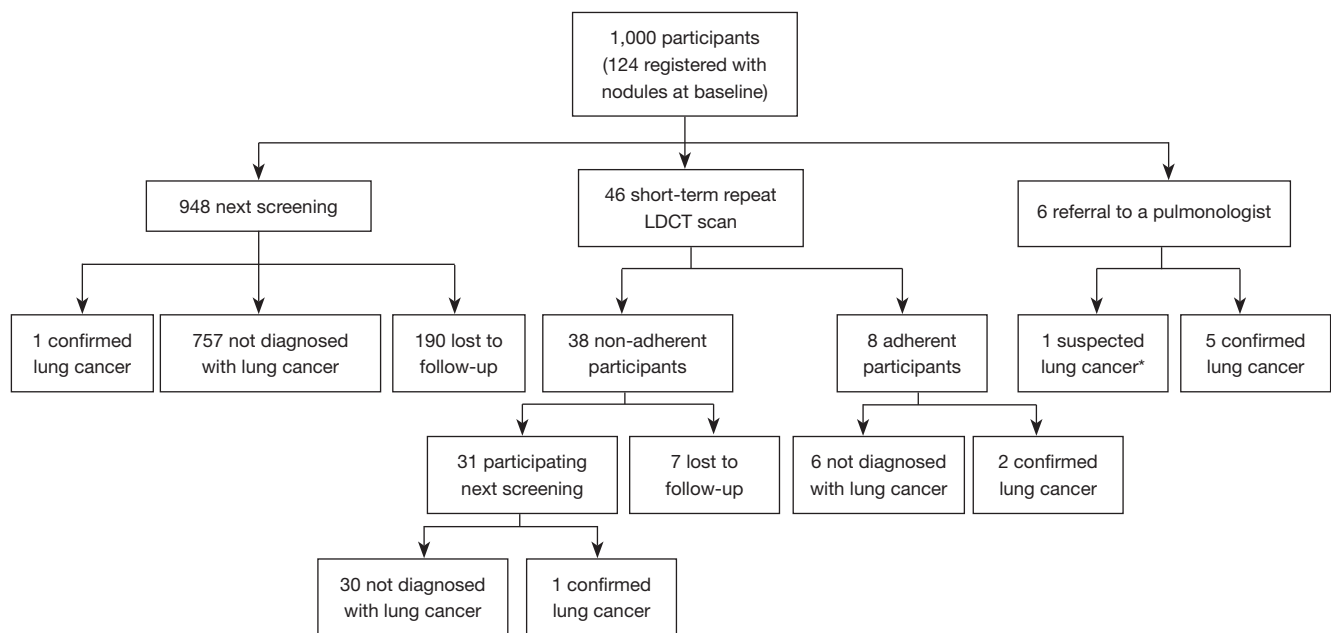 1,000 participants
(124 registered with
nodules at baseline)
948 next screening
46 short-term repeat
LDCT scan
6 referral to a pulmonologist
1 confirmed
lung cancer
757 not diagnosed
with lung cancer
190 lost to
follow-up
38 non-adherent
participants
8 adherent
participants
1 suspected
lung cancer*
5 confirmed
lung cancer
31 participating
next screening
7 lost to
follow-up
6 not diagnosed
with lung cancer
2 confirmed
lung cancer
30 not diagnosed
with lung cancer
1 confirmed
lung cancer